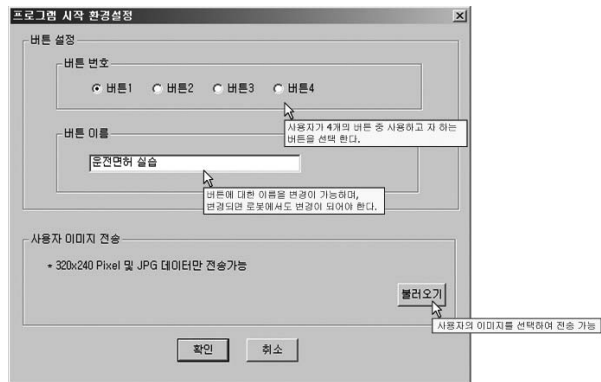 프로그램 시작 환경설정
버튼 설정
버튼 번호
버튼1 버튼2 버튼3 버튼4
사용자가 4개의 버튼 중 사용하고 자 하는
버튼을 선택 한다.
버튼 이름
운전면허 실습
버튼에 대한 이름을 변경이 가능하며,
변경되면 로봇에서도 변경이 되어야 한다.
사용자 이미지 전송
* 320x240 Pixel 및 JPG 데이터만 전송가능
불러오기
사용자의 이미지를 선택하여 전송 가능
확인 취소